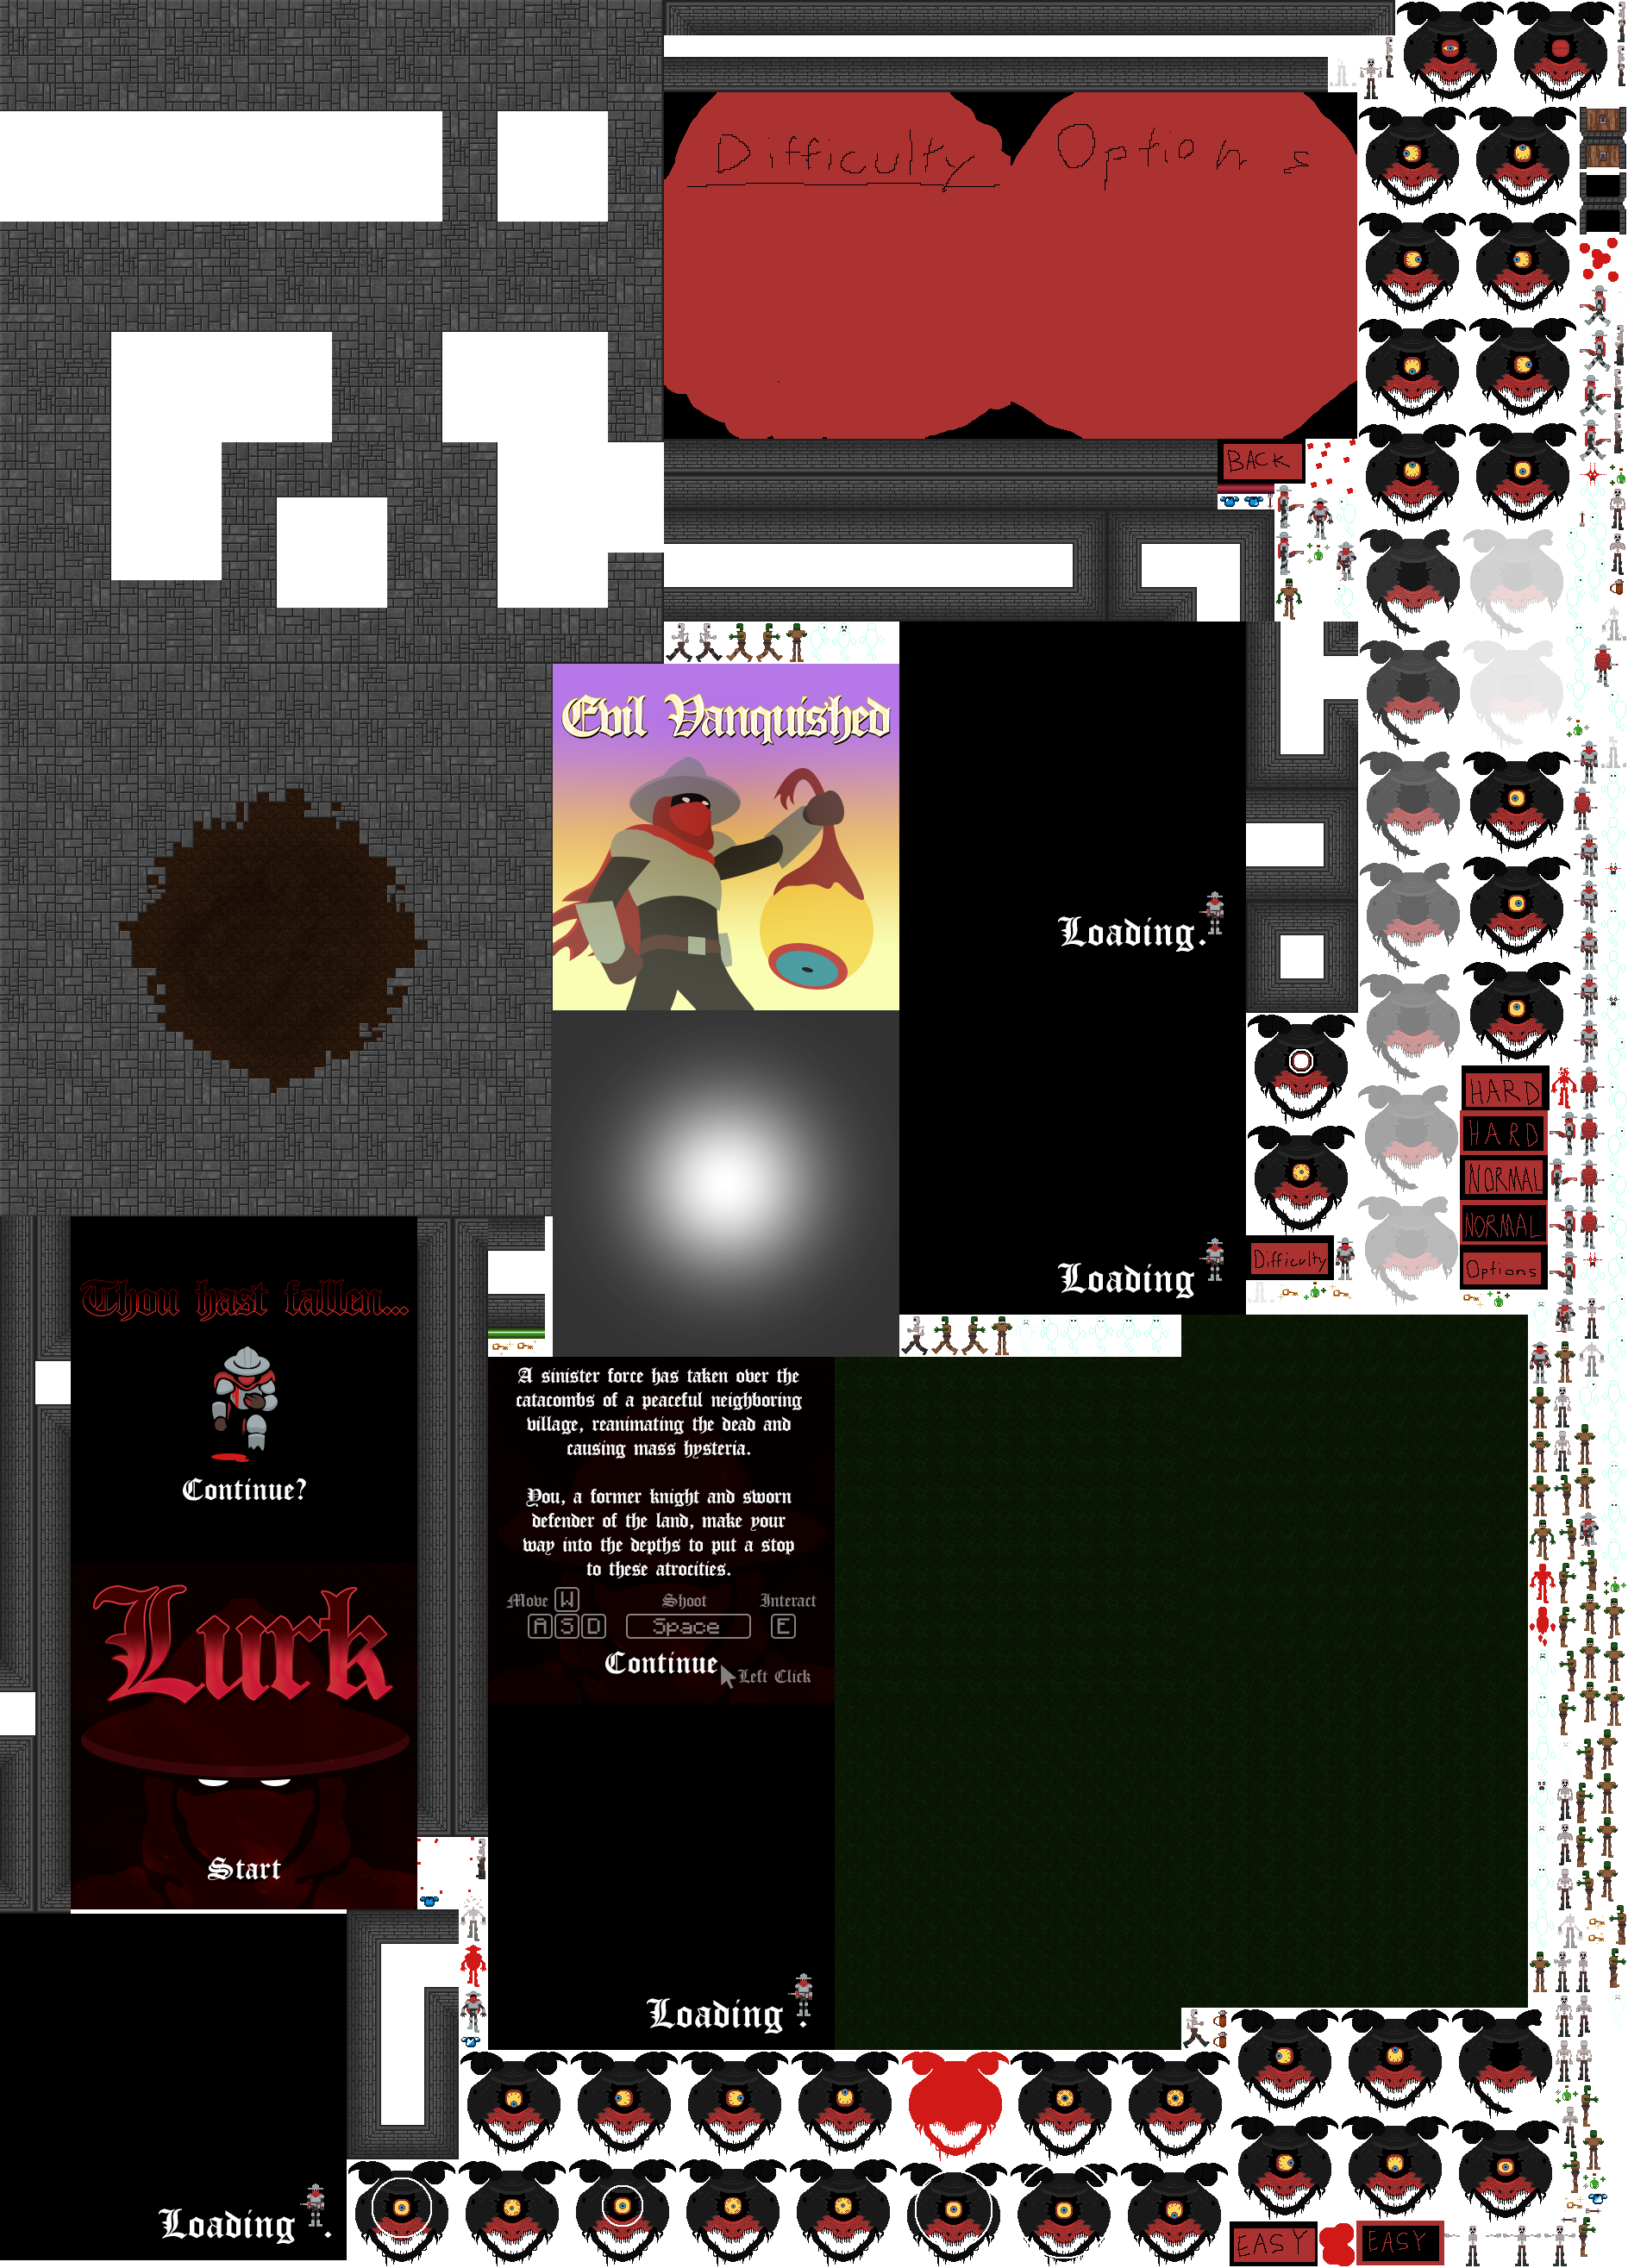 Difficulty
Options
BACK
Evil Vanquished
Loading.
HARD
HARD
NORMAL
NORMAL
Options
Difficulty
Loading
Thou hast fallen...
Continue?
A sinister force has taken over the
catacombs of a peaceful neighboring
village, reanimating the dead and
causing mass hysteria.
You, a former knight and sworn
defender of the land, make your
way into the depths to put a stop
to these atrocities.
Move W Shoot Interact
A S D Space E
Continue
Left Click
Lurk
Start
Loading .
Loading .
EASY
EASY